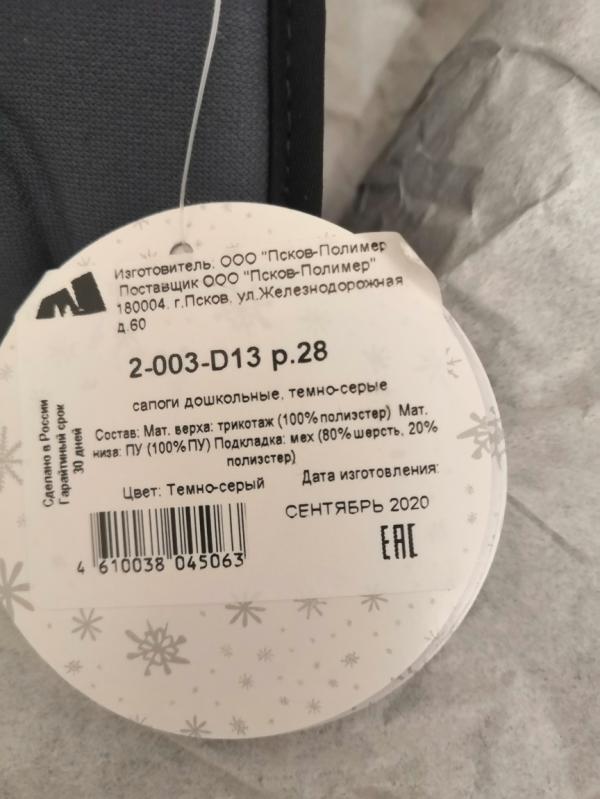 Изготовитель: ООО "Псков-Полимер
Поставщик ООО "Псков-Полимер"
180004. г.Псков, ул.Железнодорожная
д.60
2-003-D13 р.28
сапоги дошкольные, темно-серые
Сделано в России
Гарайтиный срок
30 дней
Состав: Мат. верха: трикотаж (100% полиэстер) Мат.
низа: ПУ (100% ПУ) Подкладка: мех (80% шерсть, 20%
полиэстер)
Цвет: Темно-серый
Дата изготовления:
СЕНТЯБРЬ 2020
4 610038 045063
EAC